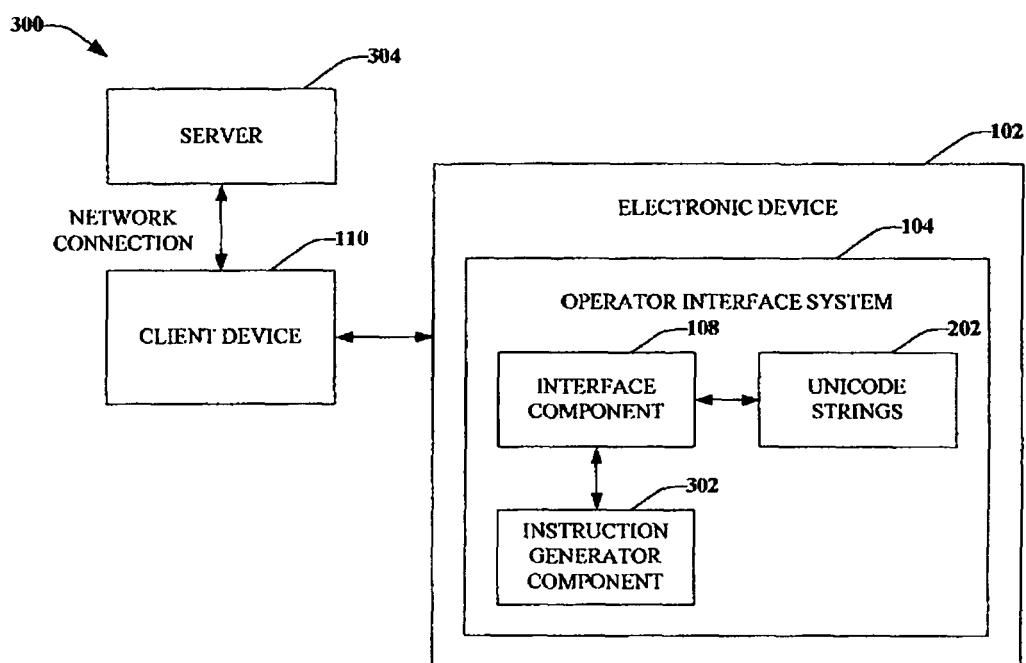 300
304
SERVER
102
NETWORK
CONNECTION
ELECTRONIC DEVICE
110
104
CLIENT DEVICE
OPERATOR INTERFACE SYSTEM
108
202
INTERFACE
COMPONENT
UNICODE
STRINGS
302
INSTRUCTION
GENERATOR
COMPONENT